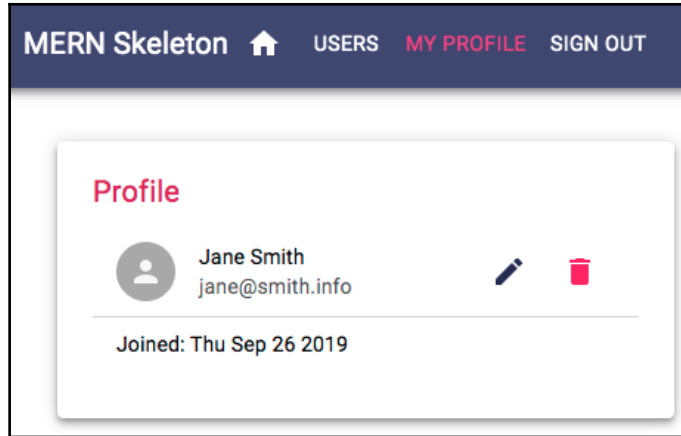 MERN Skeleton USERS MY PROFILE SIGN OUT
Profile
Jane Smith
jane@smith.info
Joined: Thu Sep 26 2019